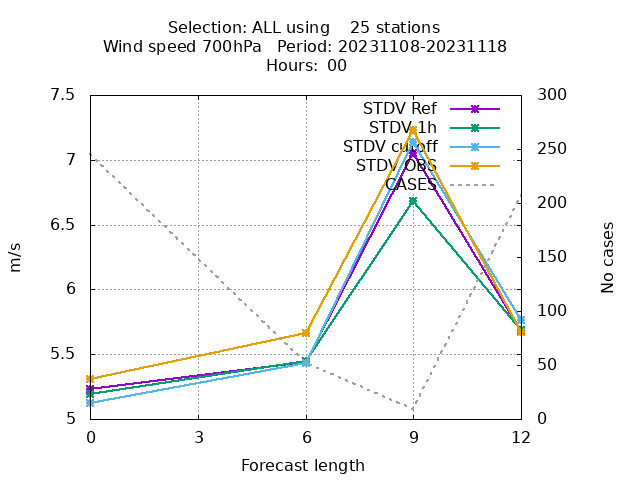 Selection: ALL using 25 stations
Wind speed 700hPa Period: 20231108-20231118
Hours: 00
STDV Ref
STDV 1h
STDV cutoff
STDV OBS
CASES
7.5
7
6.5
6
5.5
5
300
250
200
150
100
50
0
m/s
No cases
0 3 6 9 12
Forecast length